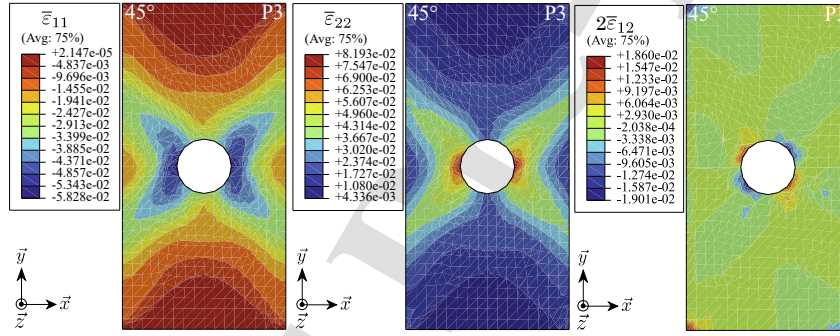 ε̅₁₁
(Avg: 75%)
+2.147e-05
-4.837e-03
-9.696e-03
-1.455e-02
-1.941e-02
-2.427e-02
-2.913e-02
-3.399e-02
-3.885e-02
-4.371e-02
-4.857e-02
-5.343e-02
-5.828e-02
45° P3
ε̅₂₂
(Avg: 75%)
+8.193e-02
+7.547e-02
+6.900e-02
+6.253e-02
+5.607e-02
+4.960e-02
+4.314e-02
+3.667e-02
+3.020e-02
+2.374e-02
+1.727e-02
+1.080e-02
+4.336e-03
45° P3
2ε̅₁₂
(Avg: 75%)
+1.860e-02
+1.547e-02
+1.233e-02
+9.197e-03
+6.064e-03
+2.930e-03
-2.038e-04
-3.338e-03
-6.471e-03
-9.605e-03
-1.274e-02
-1.587e-02
-1.901e-02
45° P3
y⃗
z⃗ x⃗
y⃗
z⃗ x⃗
y⃗
z⃗ x⃗